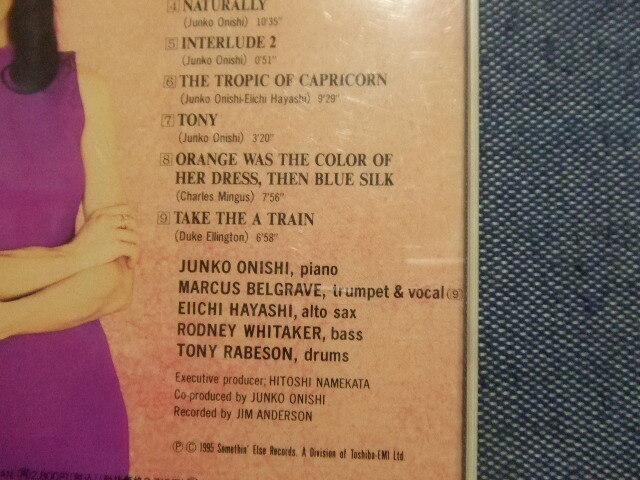 4 NATURALLY
(Junko Onishi) 10'35"
5 INTERLUDE 2
(Junko Onishi) 0'51"
6 THE TROPIC OF CAPRICORN
(Junko Onishi-Eiichi Hayashi) 9'29"
7 TONY
(Junko Onishi) 3'20"
8 ORANGE WAS THE COLOR OF
HER DRESS, THEN BLUE SILK
(Charles Mingus) 7'56"
9 TAKE THE A TRAIN
(Duke Ellington) 6'58"
JUNKO ONISHI, piano
MARCUS BELGRAVE, trumpet & vocal (9)
EIICHI HAYASHI, alto sax
RODNEY WHITAKER, bass
TONY RABESON, drums
Executive producer; HITOSHI NAMEKATA
Co-produced by JUNKO ONISHI
Recorded by JIM ANDERSON
Ⓟ © 1995 Somethin' Else Records. A Division of Toshiba-EMI Ltd.